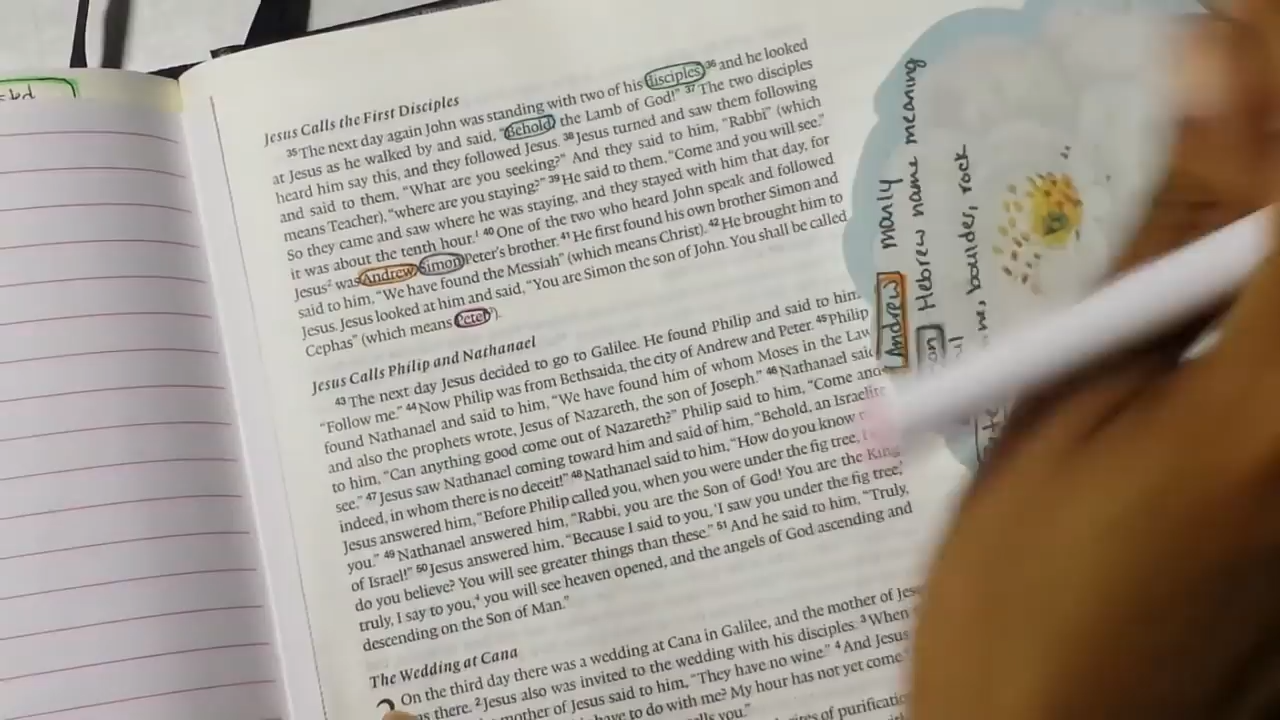 Jesus Calls the First Disciples
35 The next day again John was standing with two of his disciples, 36 and he looked
at Jesus as he walked by and said, "Behold, the Lamb of God!" 37 The two disciples
heard him say this, and they followed Jesus. 38 Jesus turned and saw them following
and said to them, "What are you seeking?" And they said to him, "Rabbi" (which
means Teacher), "where are you staying?" 39 He said to them, "Come and you will see."
So they came and saw where he was staying, and they stayed with him that day, for
it was about the tenth hour. 40 One of the two who heard John speak and followed
Jesus2 was Andrew, Simon Peter's brother. 41 He first found his own brother Simon and
said to him, "We have found the Messiah" (which means Christ). 42 He brought him to
Jesus. Jesus looked at him and said, "You are Simon the son of John. You shall be called
Cephas" (which means Peter).
Jesus Calls Philip and Nathanael
43 The next day Jesus decided to go to Galilee. He found Philip and said to him,
"Follow me." 44 Now Philip was from Bethsaida, the city of Andrew and Peter. 45 Philip
found Nathanael and said to him, "We have found him of whom Moses in the Law
and also the prophets wrote, Jesus of Nazareth, the son of Joseph." 46 Nathanael said
to him, "Can anything good come out of Nazareth?" Philip said to him, "Come and
see." 47 Jesus saw Nathanael coming toward him and said of him, "Behold, an Israelite
indeed, in whom there is no deceit!" 48 Nathanael said to him, "How do you know
Jesus answered him, "Before Philip called you, when you were under the fig tree, I
you." 49 Nathanael answered him, "Rabbi, you are the Son of God! You are the King
of Israel!" 50 Jesus answered him, "Because I said to you, 'I saw you under the fig tree,'
do you believe? You will see greater things than these." 51 And he said to him, "Truly,
truly, I say to you,4 you will see heaven opened, and the angels of God ascending and
descending on the Son of Man."
The Wedding at Cana
On the third day there was a wedding at Cana in Galilee, and the mother of Jes
was there. 2 Jesus also was invited to the wedding with his disciples. 3 When
mother of Jesus said to him, "They have no wine." 4 And Jesus
have to do with me? My hour has not yet come."
lls you."
ites of purificatio
Andrew manly
on Hebrew name meaning
ne, boulder, rock